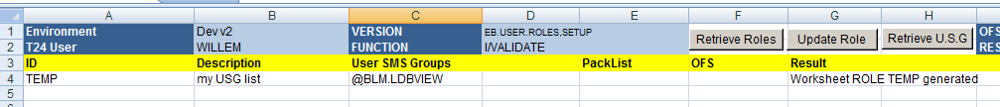 A B C D E F G H
1 Environment Dev v2 VERSION EB.USER.ROLES,SETUP Retrieve Roles Update Role Retrieve U.S.G OFS
2 T24 User WILLEM FUNCTION I/VALIDATE RES
3 ID Description User SMS Groups PackList OFS Result
4 TEMP my USG list @BLM.LDBVIEW Worksheet ROLE TEMP generated
5